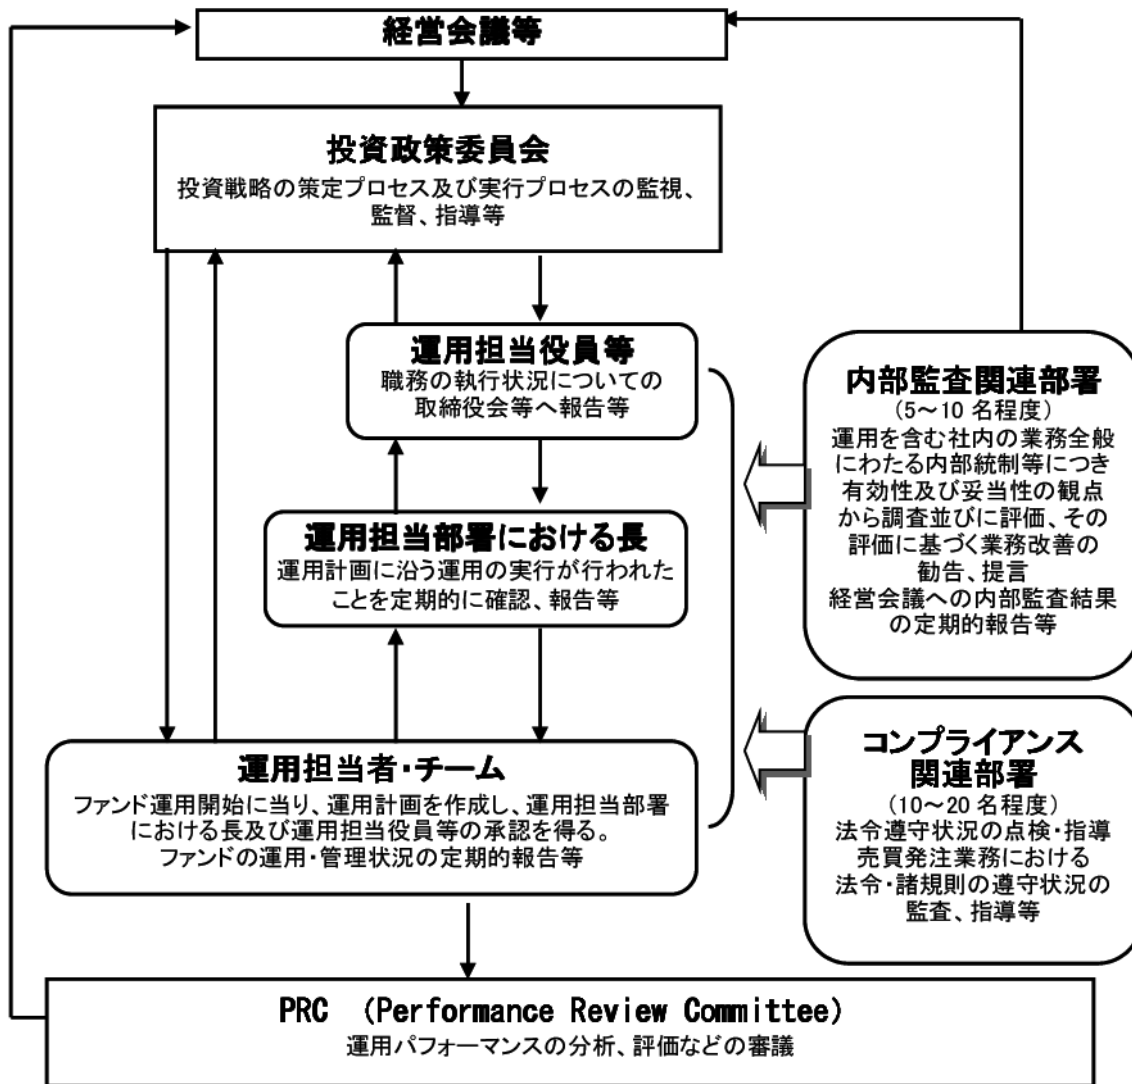 経営会議等
投資政策委員会
投資戦略の策定プロセス及び実行プロセスの監視、
監督、指導等
運用担当役員等
職務の執行状況についての
取締役会等へ報告等
運用担当部署における長
運用計画に沿う運用の実行が行われた
ことを定期的に確認、報告等
運用担当者・チーム
ファンド運用開始に当り、運用計画を作成し、運用担当部署
における長及び運用担当役員等の承認を得る。
ファンドの運用・管理状況の定期的報告等
内部監査関連部署
(5~10 名程度)
運用を含む社内の業務全般
にわたる内部統制等につき
有効性及び妥当性の観点
から調査並びに評価、その
評価に基づく業務改善の
勧告、提言
経営会議への内部監査結果
の定期的報告等
コンプライアンス
関連部署
(10~20 名程度)
法令遵守状況の点検・指導
売買発注業務における
法令・諸規則の遵守状況の
監査、指導等
PRC (Performance Review Committee)
運用パフォーマンスの分析、評価などの審議